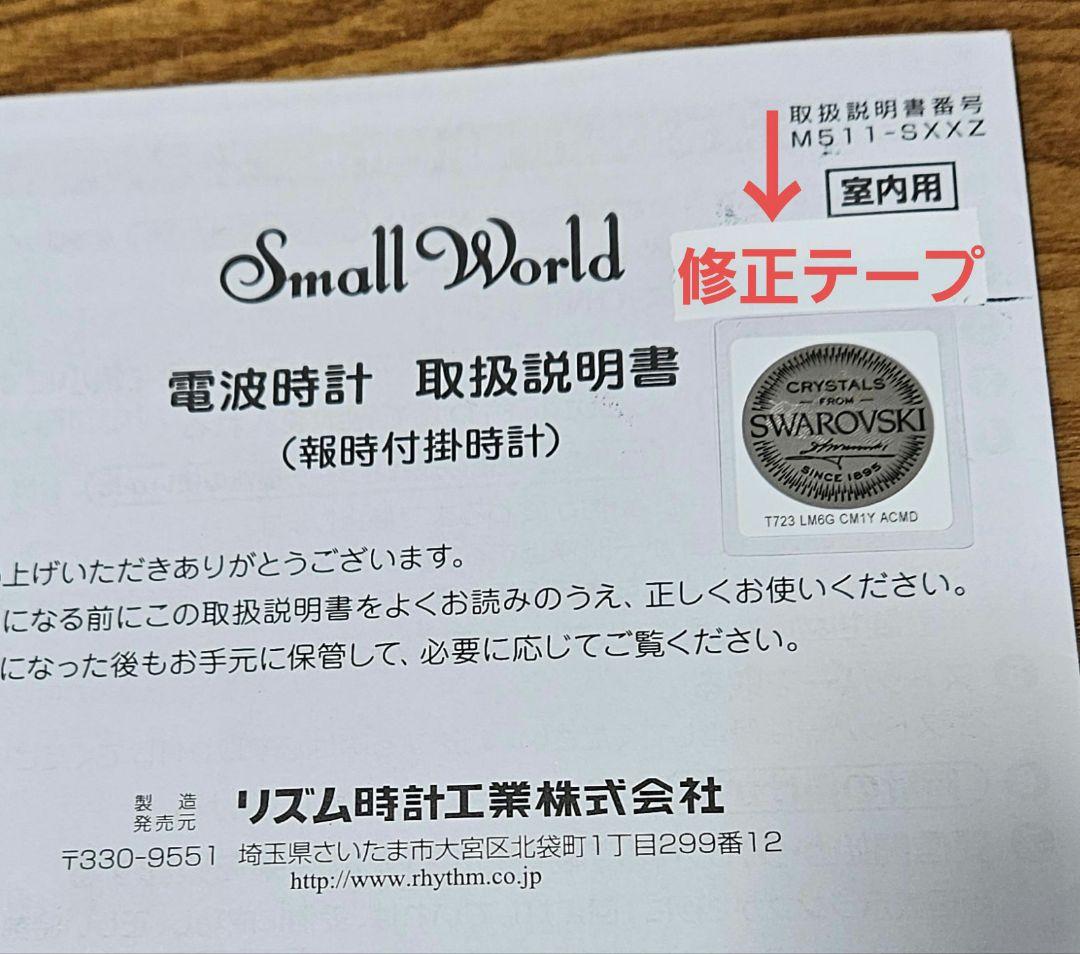 取扱説明書番号
M511-SXXZ
室内用
修正テープ
Small World
電波時計 取扱説明書
(報時付掛時計)
CRYSTALS
FROM
SWAROVSKI
SINCE 1895
T723 LM6G CM1Y ACMD
上げいただきありがとうございます。
になる前にこの取扱説明書をよくお読みのうえ、正しくお使いください。
になった後もお手元に保管して、必要に応じてご覧ください。
製造
発売元
リズム時計工業株式会社
〒330-9551 埼玉県さいたま市大宮区北袋町1丁目299番12
http://www.rhythm.co.jp